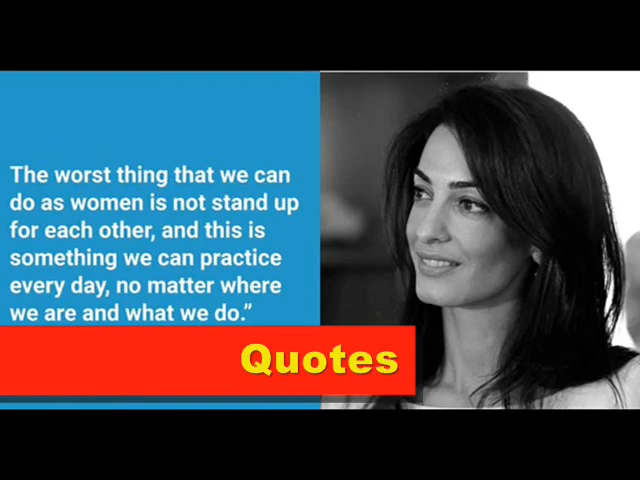 The worst thing that we can
do as women is not stand up
for each other, and this is
something we can practice
every day, no matter where
we are and what we do.”
Quotes